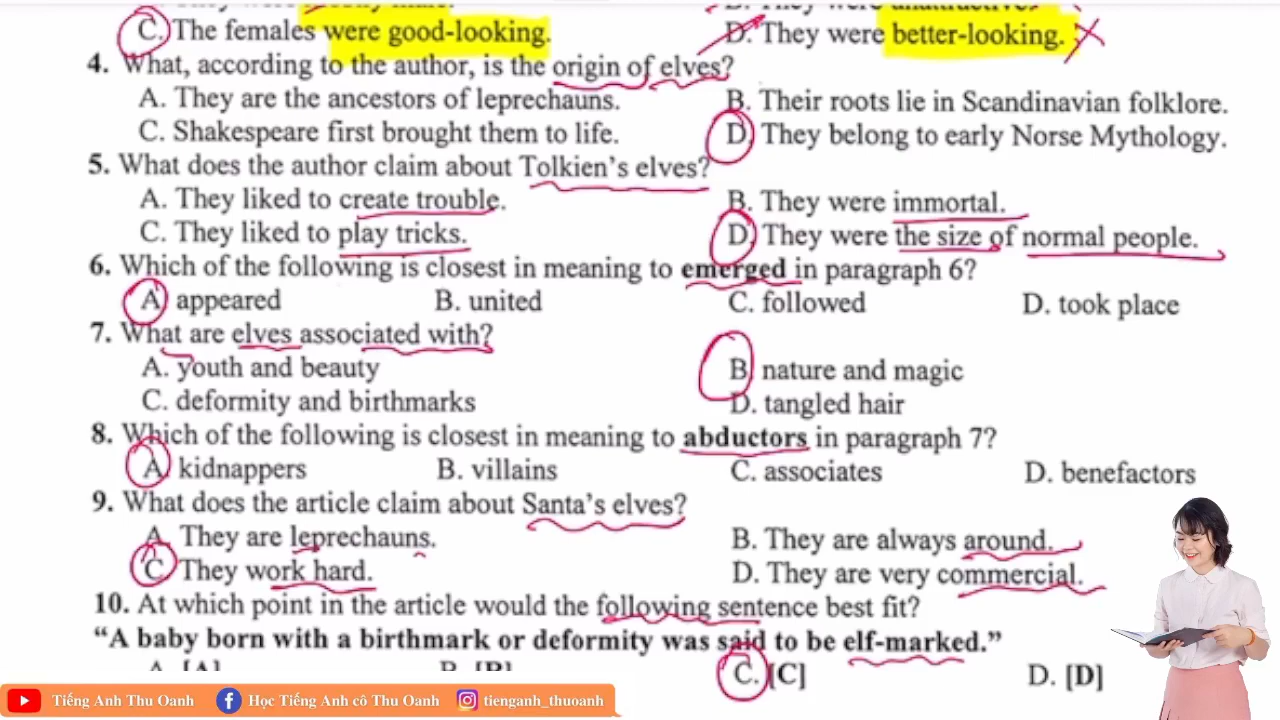 C. The females were good-looking. D. They were better-looking.
4. What, according to the author, is the origin of elves?
A. They are the ancestors of leprechauns. B. Their roots lie in Scandinavian folklore.
C. Shakespeare first brought them to life. D. They belong to early Norse Mythology.
5. What does the author claim about Tolkien's elves?
A. They liked to create trouble. B. They were immortal.
C. They liked to play tricks. D. They were the size of normal people.
6. Which of the following is closest in meaning to emerged in paragraph 6?
A appeared B. united C. followed D. took place
7. What are elves associated with?
A. youth and beauty B nature and magic
C. deformity and birthmarks D. tangled hair
8. Which of the following is closest in meaning to abductors in paragraph 7?
A kidnappers B. villains C. associates D. benefactors
9. What does the article claim about Santa's elves?
A. They are leprechauns. B. They are always around.
C They work hard. D. They are very commercial.
10. At which point in the article would the following sentence best fit?
"A baby born with a birthmark or deformity was said to be elf-marked."
A. [A] B. [B] C. [C] D. [D]
Tiếng Anh Thu Oanh Học Tiếng Anh cô Thu Oanh tienganh_thuoanh